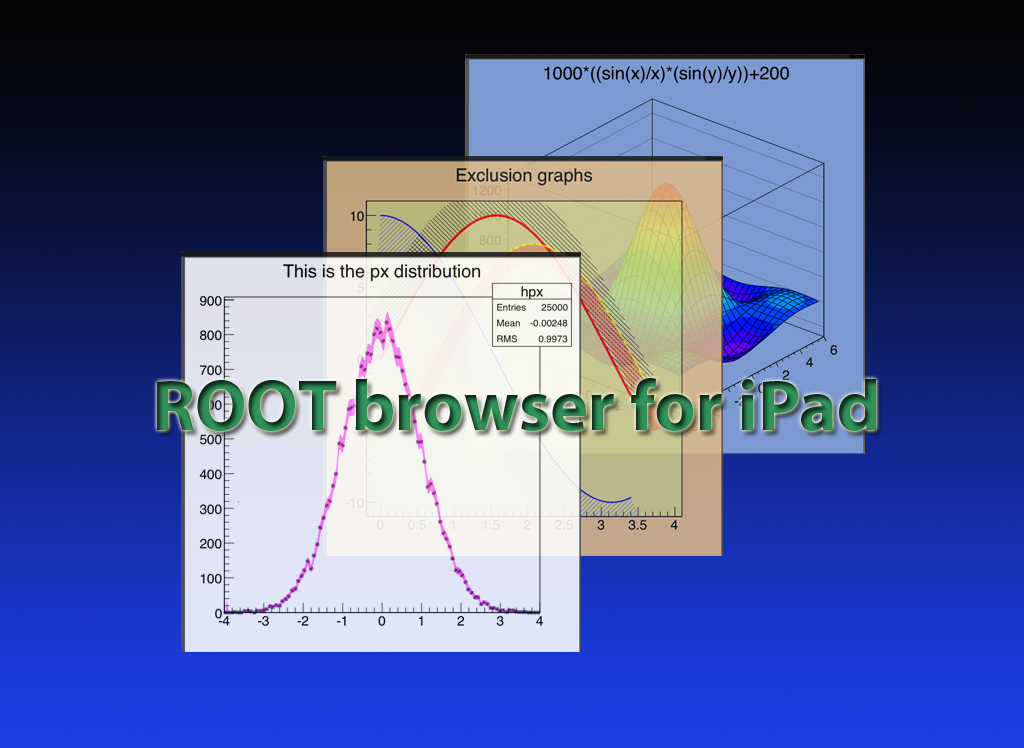 1000*((sin(x)/x)*(sin(y)/y))+200
1200
800
6
4
2
Exclusion graphs
10
5
-10
0 0.5 1 1.5 2 2.5 3 3.5 4
This is the px distribution
hpx
Entries 25000
Mean -0.00248
RMS 0.9973
900
800
700
ROOT browser for iPad
500
400
300
200
100
0
-4 -3 -2 -1 0 1 2 3 4